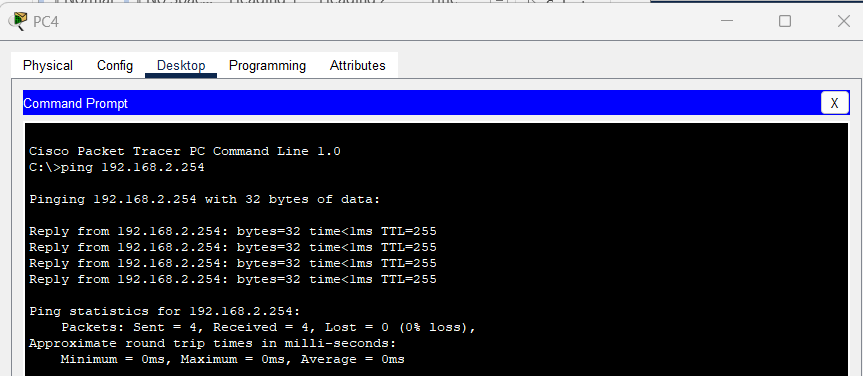 PC4
Physical Config Desktop Programming Attributes
Command Prompt
X
Cisco Packet Tracer PC Command Line 1.0
C:\>ping 192.168.2.254
Pinging 192.168.2.254 with 32 bytes of data:
Reply from 192.168.2.254: bytes=32 time<1ms TTL=255
Reply from 192.168.2.254: bytes=32 time<1ms TTL=255
Reply from 192.168.2.254: bytes=32 time<1ms TTL=255
Reply from 192.168.2.254: bytes=32 time<1ms TTL=255
Ping statistics for 192.168.2.254:
Packets: Sent = 4, Received = 4, Lost = 0 (0% loss),
Approximate round trip times in milli-seconds:
Minimum = 0ms, Maximum = 0ms, Average = 0ms